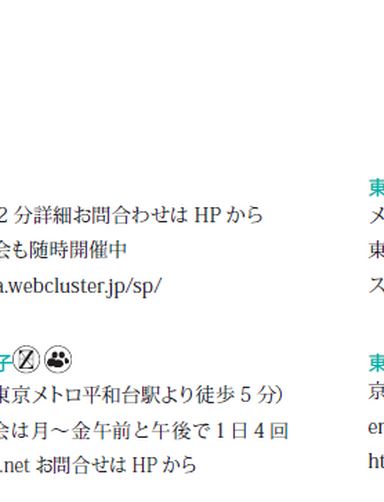 2 分詳細お問合わせは HP から
会も随時開催中
a.webcluster.jp/sp/
子
東京メトロ平和台駅より徒歩 5 分）
会は月～金午前と午後で 1 日 4 回
.net お問合せは HP から
東
メ
東
ス
東
京
en
ht